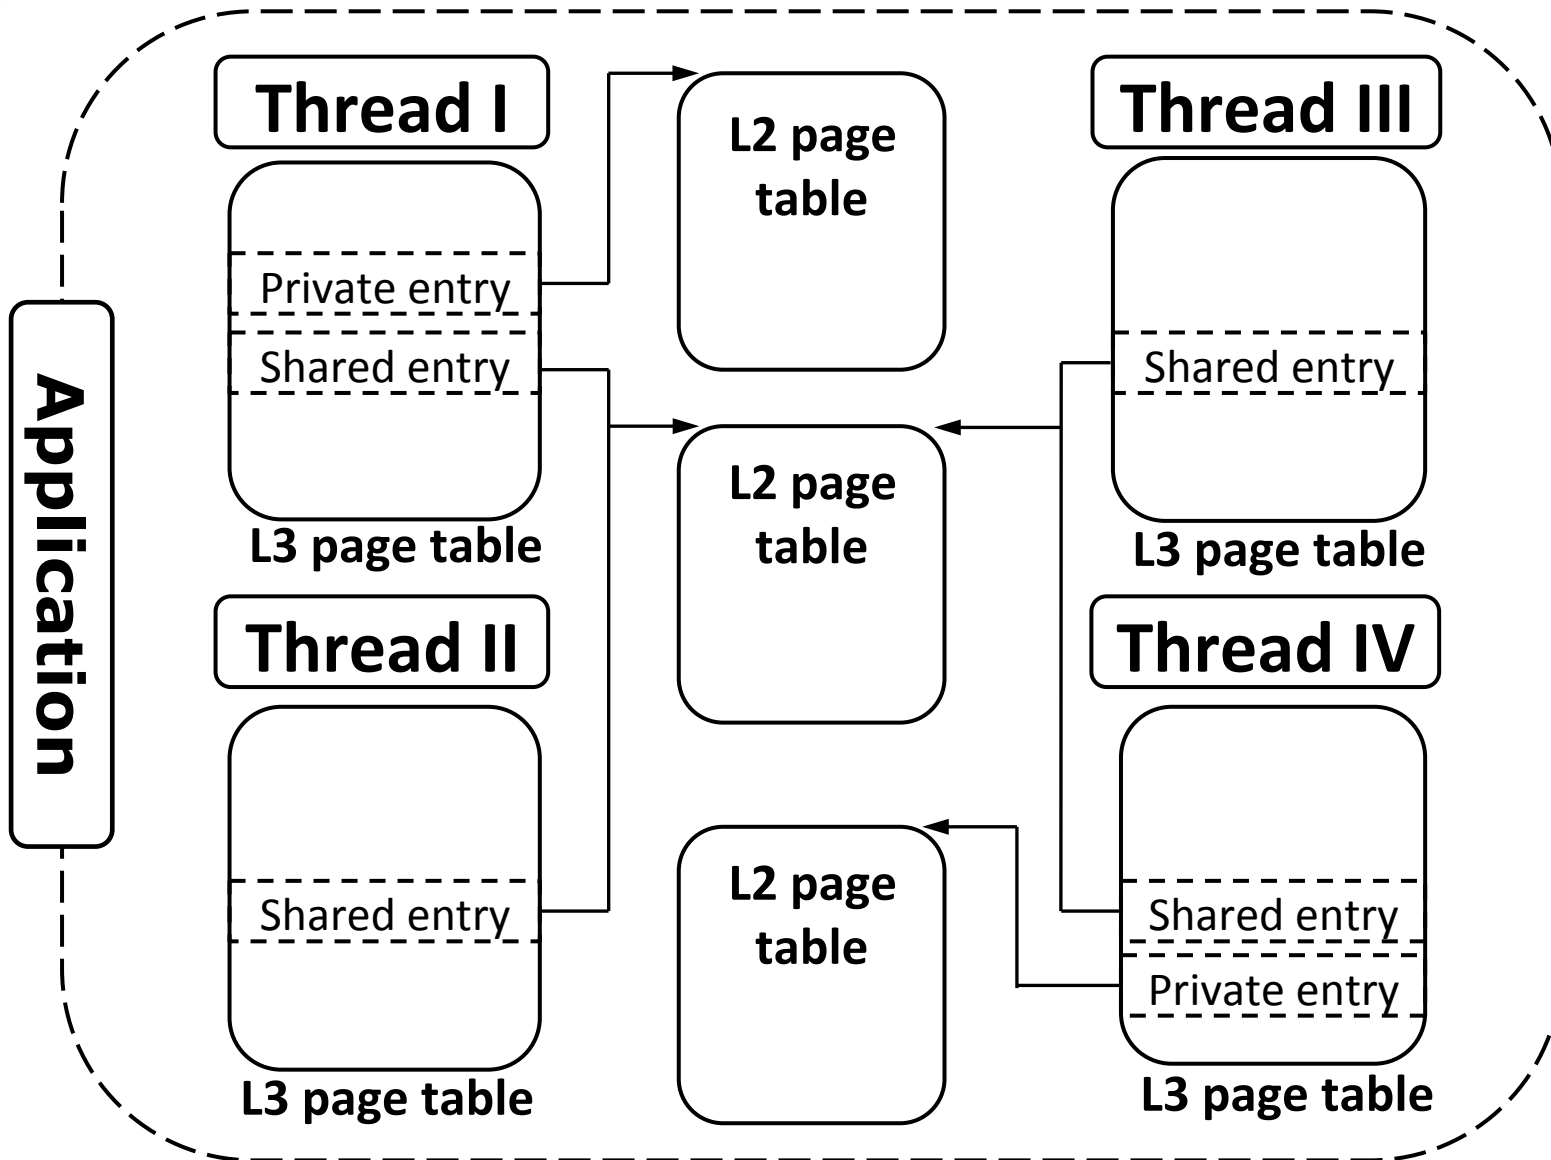 Application
Thread I
Private entry
Shared entry
L3 page table
Thread II
Shared entry
L3 page table
L2 page
table
L2 page
table
L2 page
table
Thread III
Shared entry
L3 page table
Thread IV
Shared entry
Private entry
L3 page table